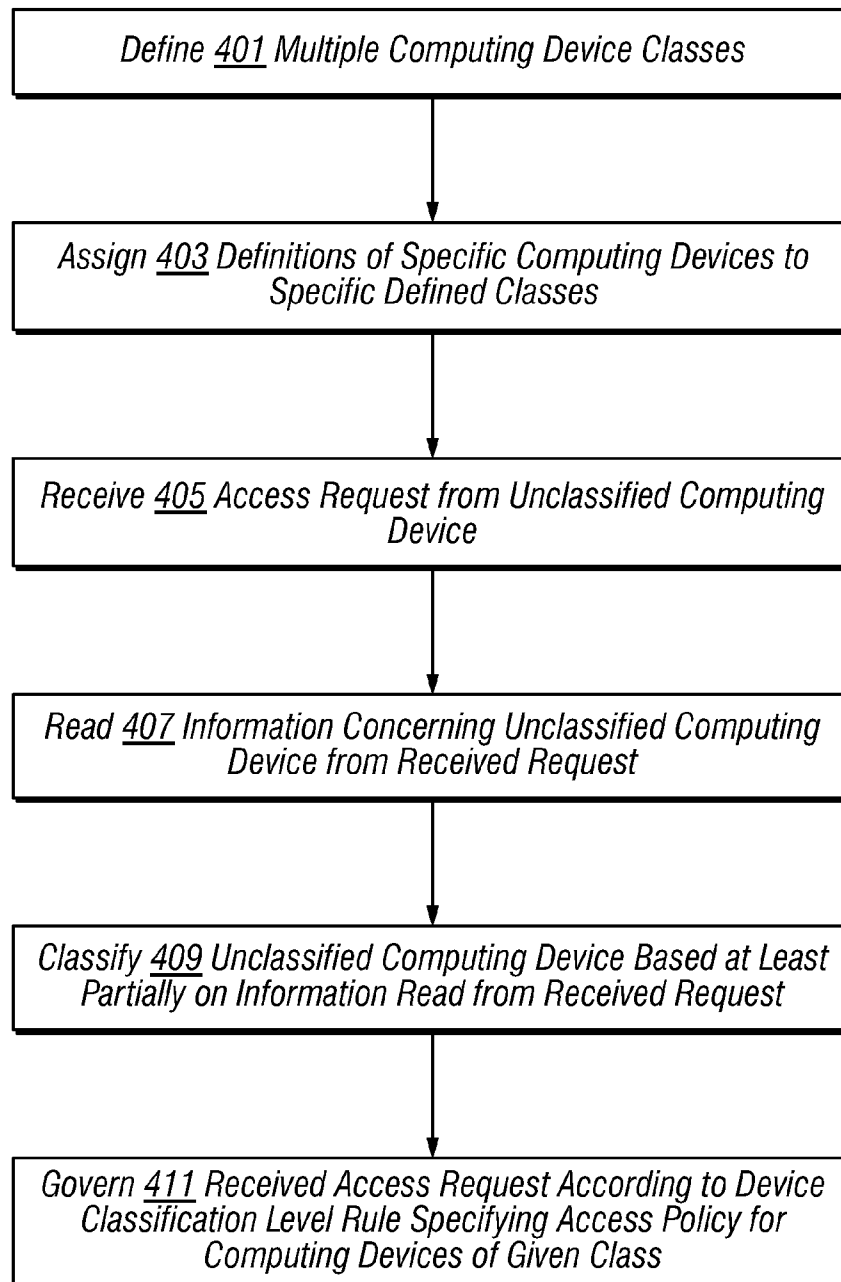 Define 401 Multiple Computing Device Classes
Assign 403 Definitions of Specific Computing Devices to
Specific Defined Classes
Receive 405 Access Request from Unclassified Computing
Device
Read 407 Information Concerning Unclassified Computing
Device from Received Request
Classify 409 Unclassified Computing Device Based at Least
Partially on Information Read from Received Request
Govern 411 Received Access Request According to Device
Classification Level Rule Specifying Access Policy for
Computing Devices of Given Class